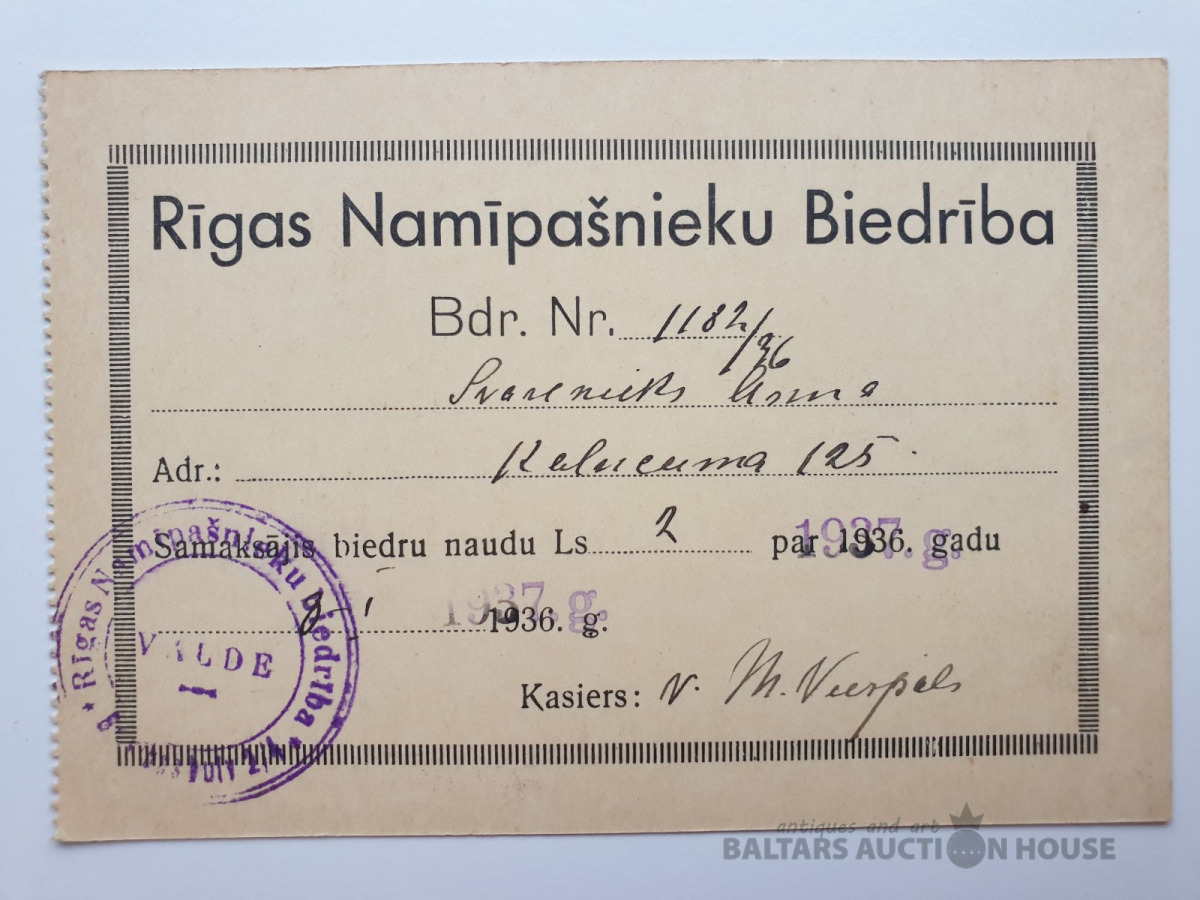 Rīgas Namīpašnieku Biedrība
Bdr. Nr. 1182/36
Anna
Adr.: 125.
Samaksājis biedru naudu Ls 2 par 1936. gadu
1937. g.
1936. g.
1937. g.
Kasiers: v. M.
Rīgas Namīpašnieku biedrība
VALDE
antiques and art
BALTARS AUCTION HOUSE